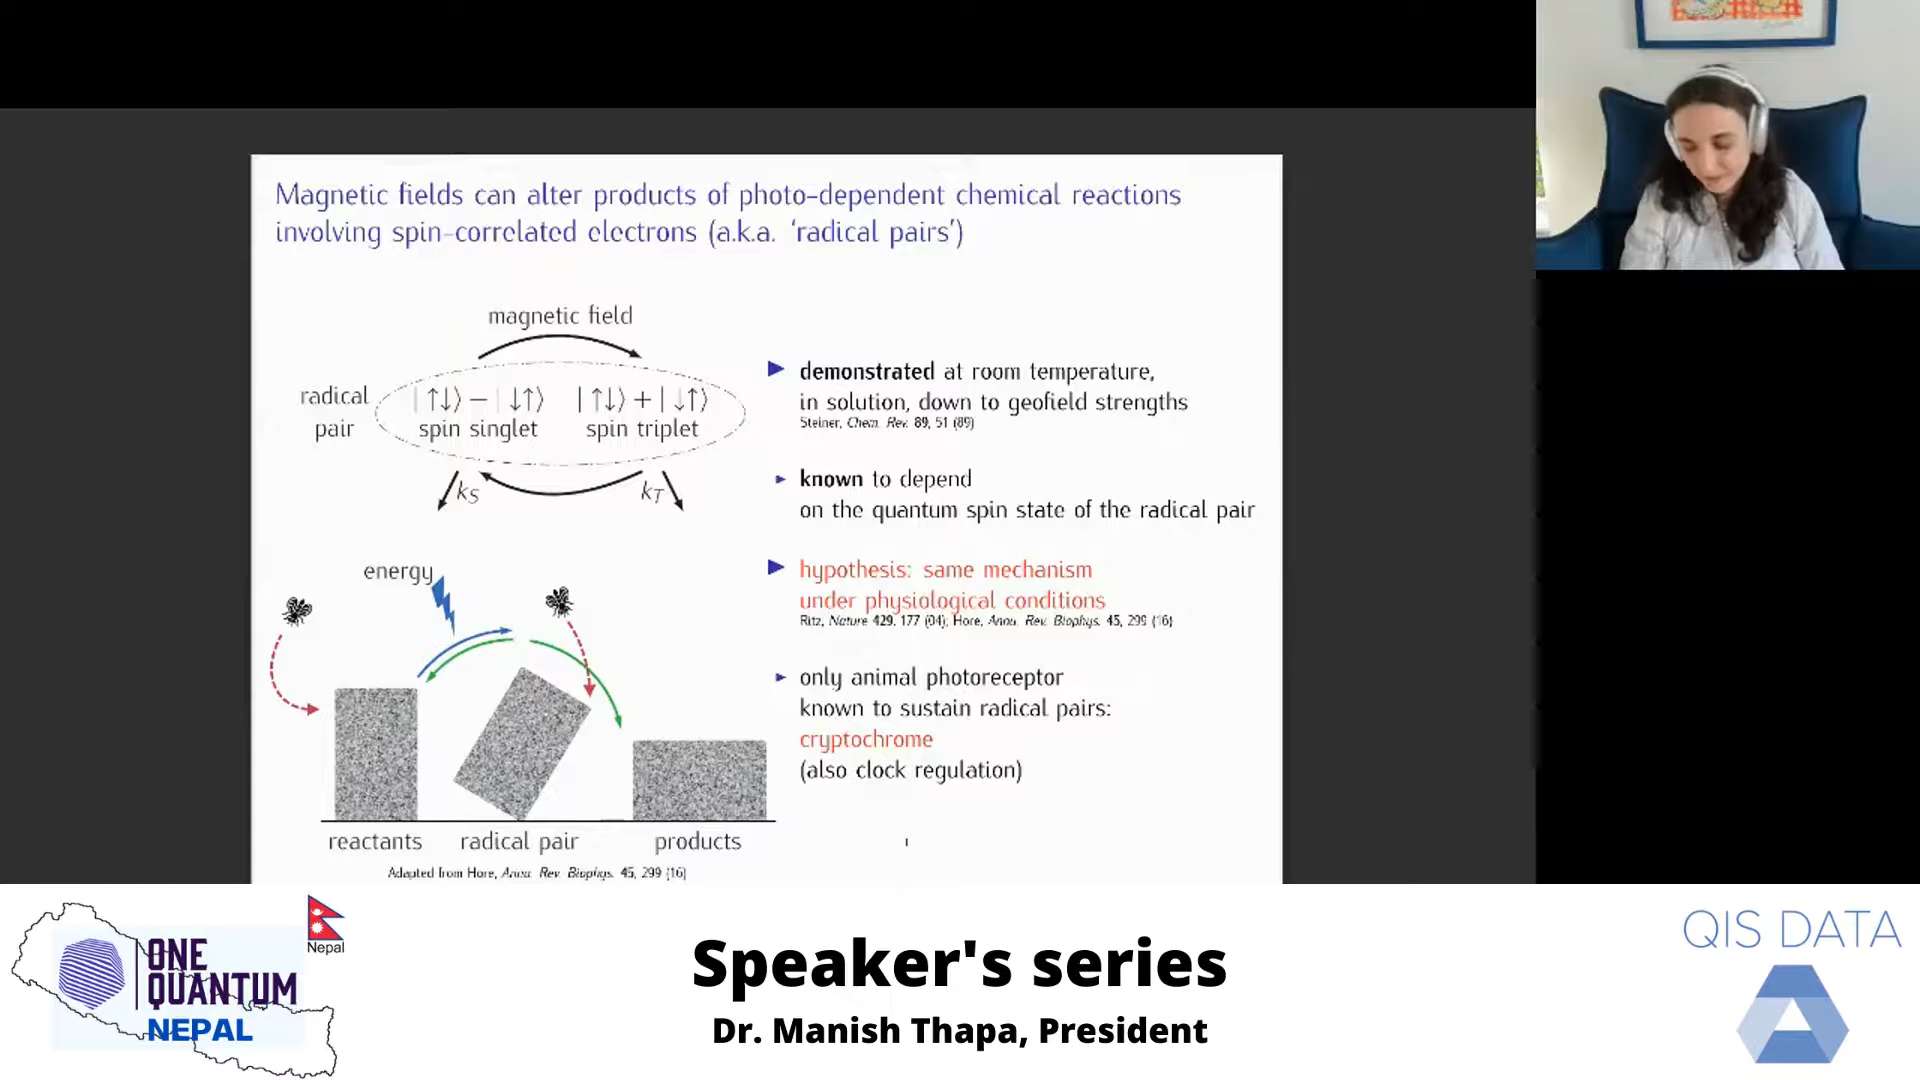 Magnetic fields can alter products of photo-dependent chemical reactions
involving spin-correlated electrons (a.k.a. ‘radical pairs’)
magnetic field
radical
pair
|↑↓⟩ − |↓↑⟩ |↑↓⟩ + |↓↑⟩
spin singlet spin triplet
kS kT
energy
reactants radical pair products
Adapted from Hore, Annu. Rev. Biophys. 45, 299 (16)
demonstrated at room temperature,
in solution, down to geofield strengths
Steiner, Chem. Rev. 89, 51 (89)
known to depend
on the quantum spin state of the radical pair
hypothesis: same mechanism
under physiological conditions
Ritz, Nature 429, 177 (04); Hore, Annu. Rev. Biophys. 45, 299 (16)
only animal photoreceptor
known to sustain radical pairs:
cryptochrome
(also clock regulation)
Nepal
ONE
QUANTUM
NEPAL
Speaker's series
Dr. Manish Thapa, President
QIS DATA